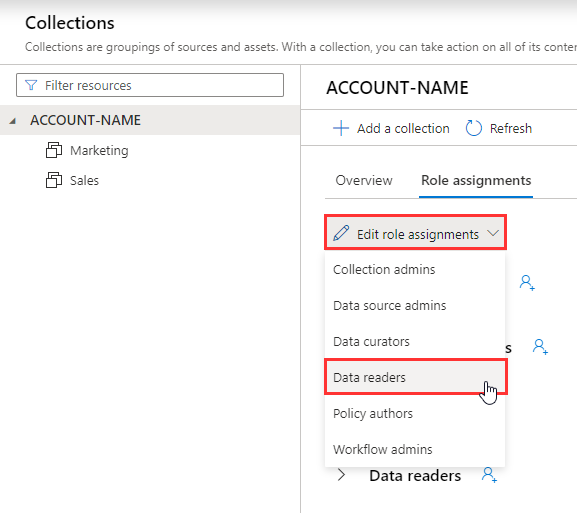 Collections
Collections are groupings of sources and assets. With a collection, you can take action on all of its conte
Filter resources
ACCOUNT-NAME
Marketing
Sales
ACCOUNT-NAME
Add a collection
Refresh
Overview
Role assignments
Edit role assignments
Collection admins
Data source admins
Data curators
s
Data readers
Policy authors
Workflow admins
Data readers